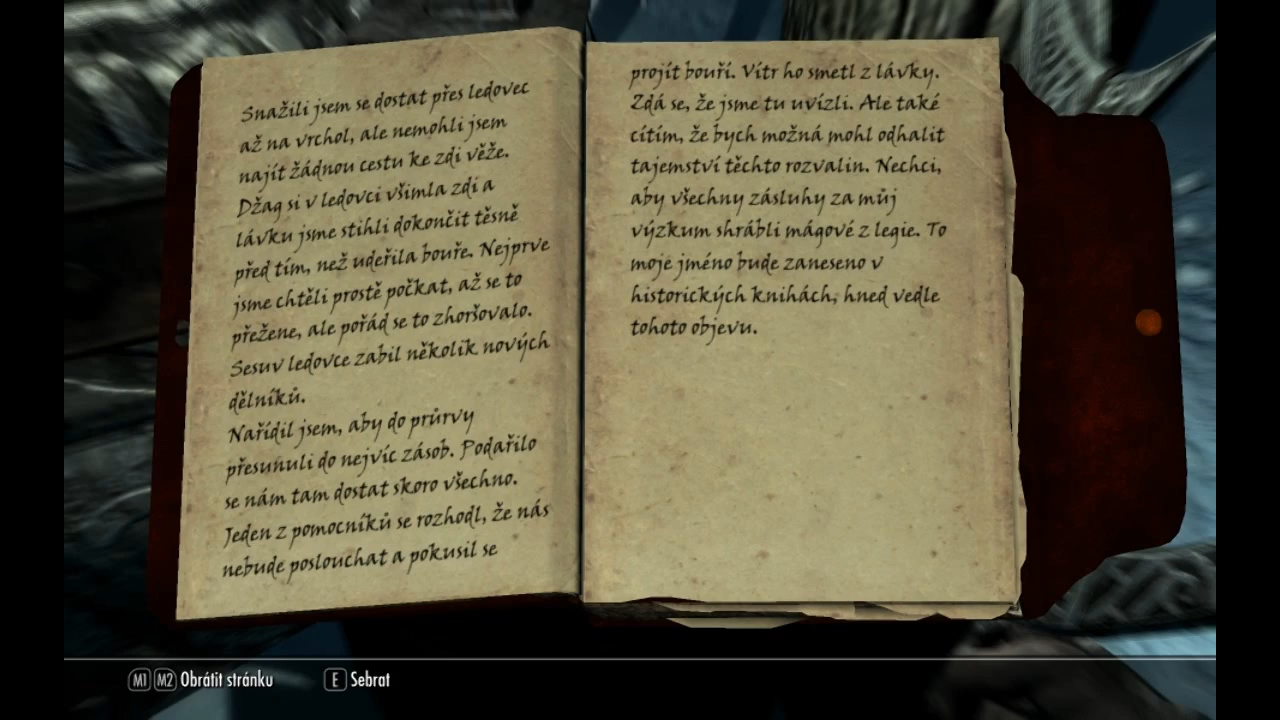 Snažili jsem se dostat přes ledovec
až na vrchol, ale nemohli jsem
najít žádnou cestu ke zdi věže.
Džag si v ledovci všimla zdi a
lávku jsme stihli dokončit těsně
před tím, než udeřila bouře. Nejprve
jsme chtěli prostě počkat, až se to
přežene, ale pořád se to zhoršovalo.
Sesuv ledovce zabil několik nových
dělníků.
Nařídil jsem, aby do průrvy
přesunuli do nejvíc zásob. Podařilo
se nám tam dostat skoro všechno.
Jeden z pomocníků se rozhodl, že nás
nebude poslouchat a pokusil se
projít bouří. Vítr ho smetl z lávky.
Zdá se, že jsme tu uvízli. Ale také
cítím, že bych možná mohl odhalit
tajemství těchto rozvalin. Nechci,
aby všechny zásluhy za můj
výzkum shrábli mágové z legie. To
moje jméno bude zaneseno v
historických knihách, hned vedle
tohoto objevu.
M1 M2 Obrátit stránku E Sebrat